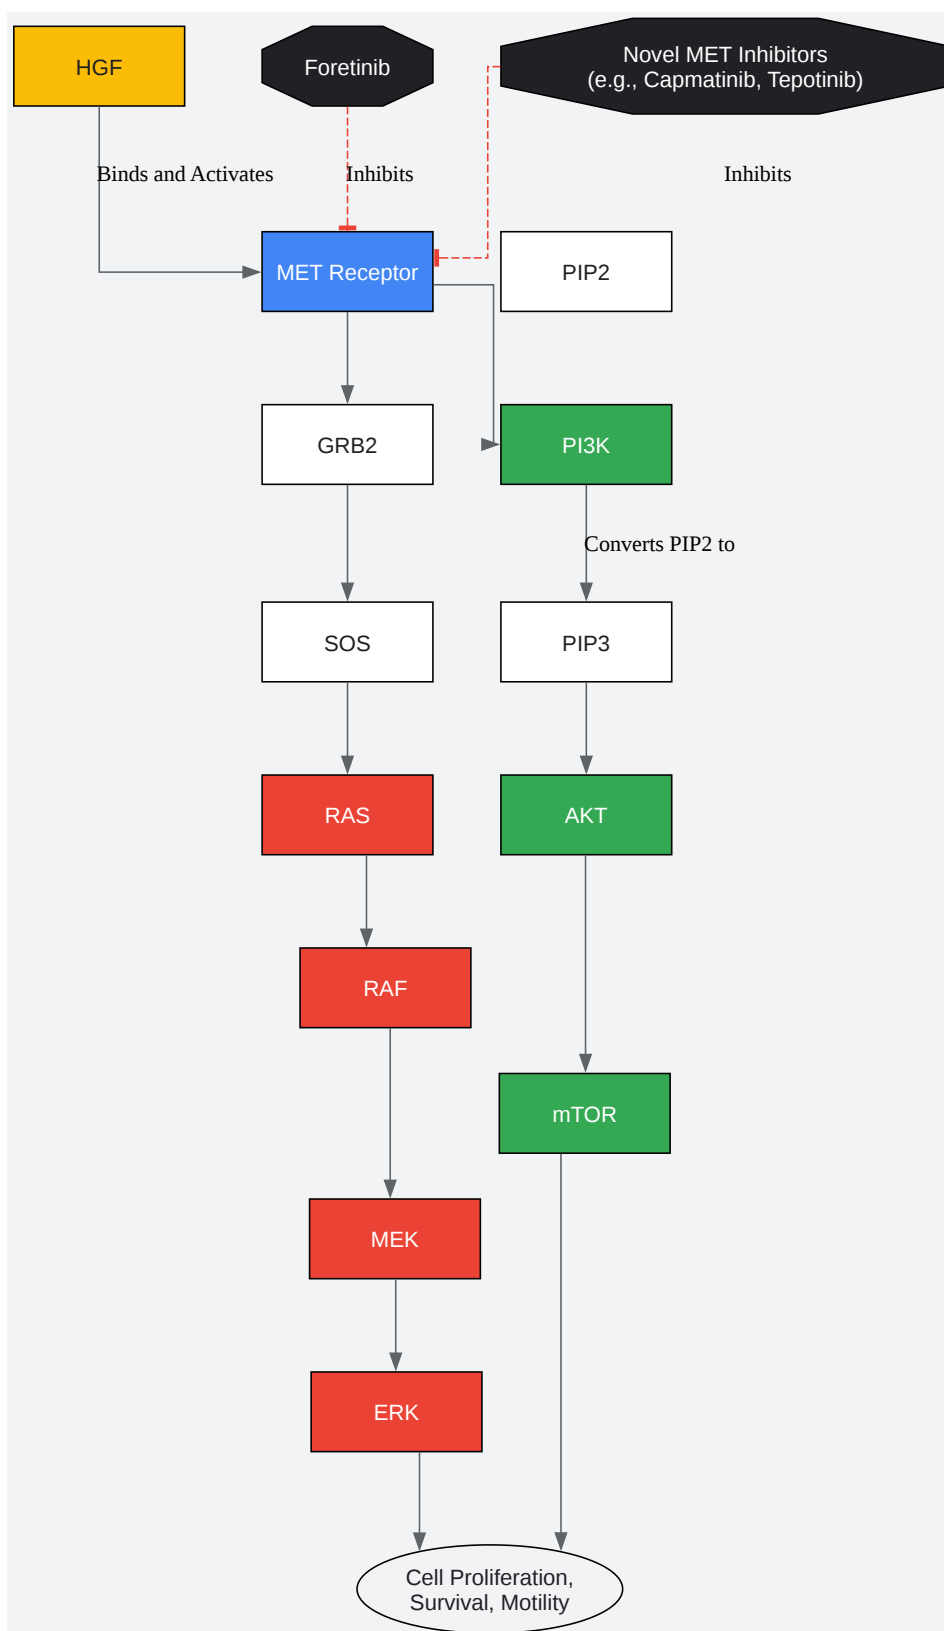 HGF
Foretinib
Novel MET Inhibitors
(e.g., Capmatinib, Tepotinib)
Binds and Activates
Inhibits
Inhibits
MET Receptor
PIP2
GRB2
PI3K
Converts PIP2 to
SOS
PIP3
RAS
AKT
RAF
mTOR
MEK
ERK
Cell Proliferation,
Survival, Motility